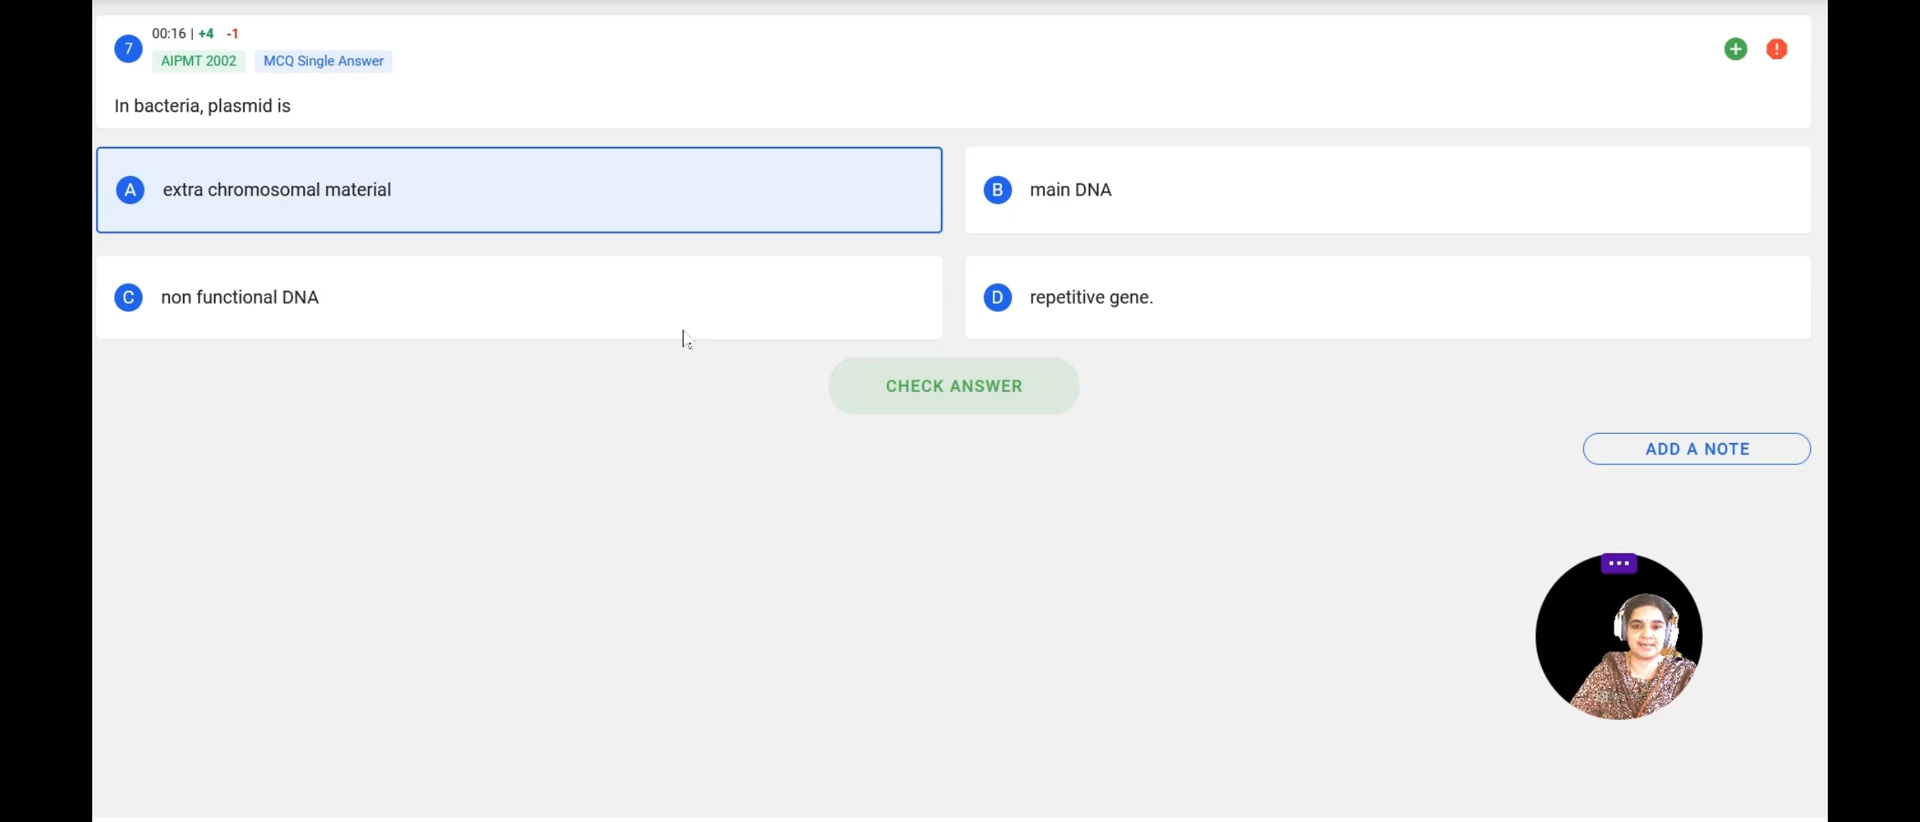 7
00:16 | +4 -1
AIPMT 2002 MCQ Single Answer
In bacteria, plasmid is
A extra chromosomal material
B main DNA
C non functional DNA
D repetitive gene.
CHECK ANSWER
ADD A NOTE